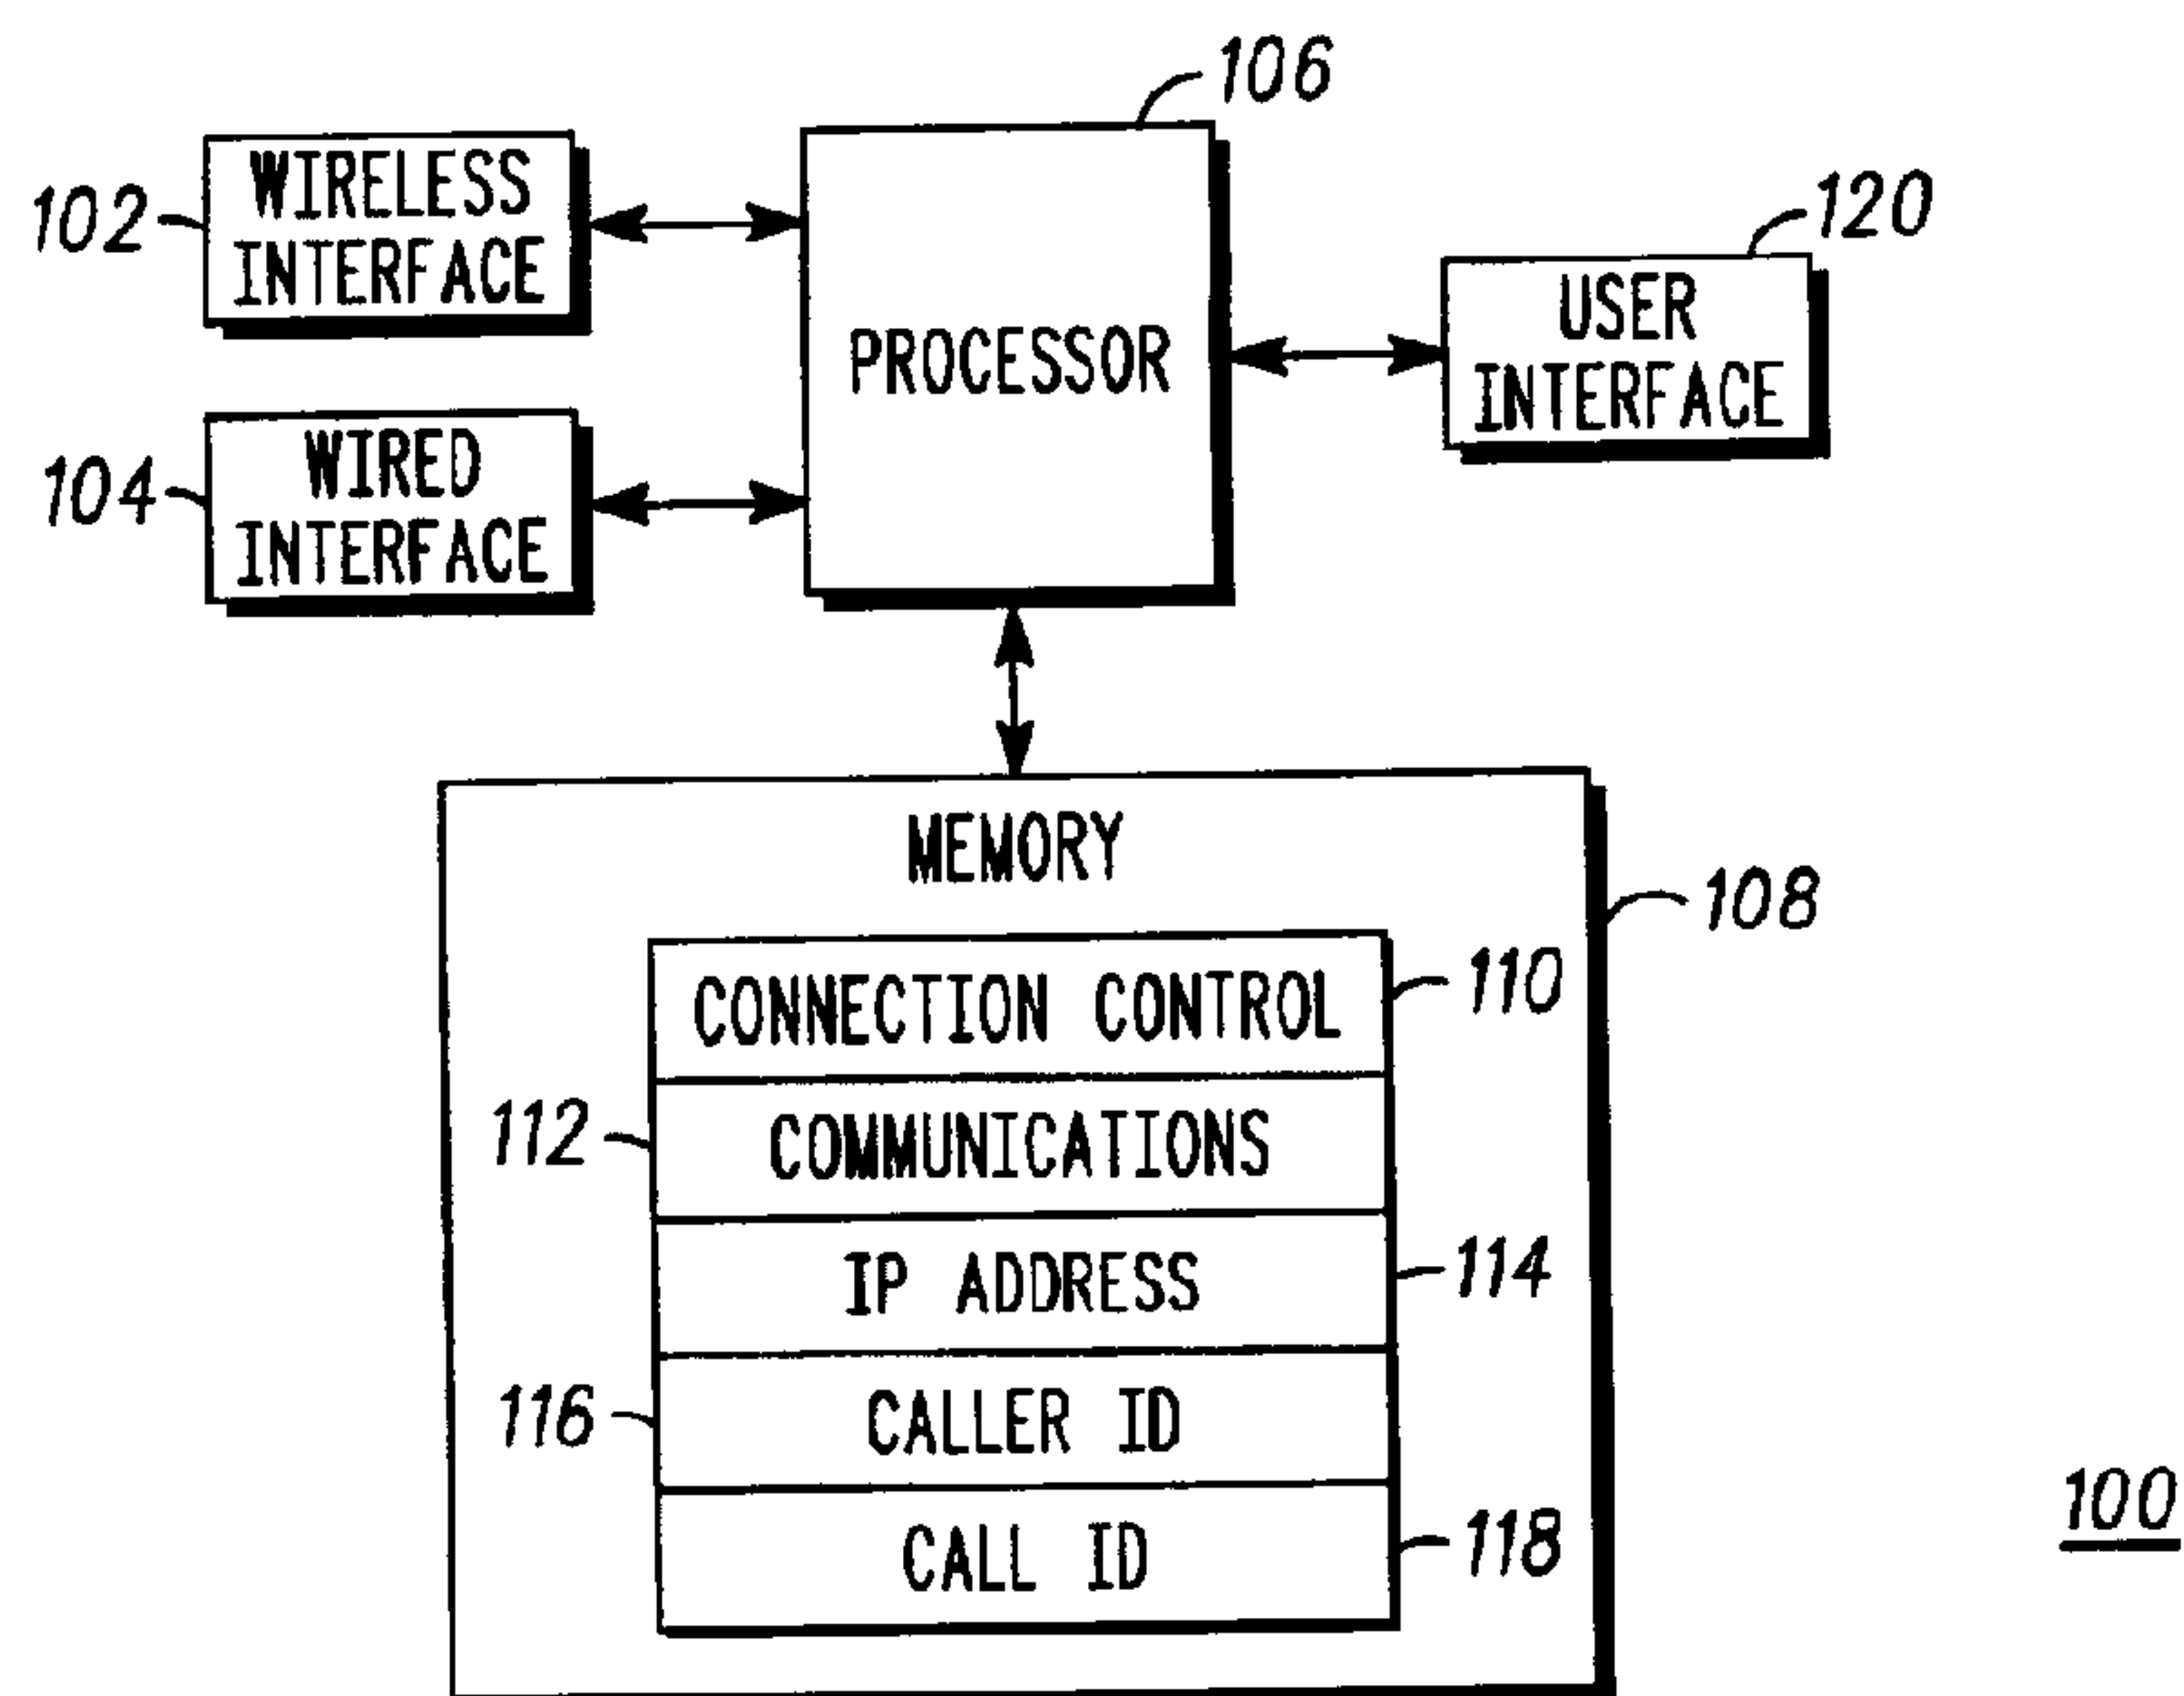 106
WIRELESS
INTERFACE
102
120
USER
INTERFACE
PROCESSOR
WIRED
INTERFACE
104
MEMORY
108
CONNECTION CONTROL
110
112
COMMUNICATIONS
IP ADDRESS
114
116
CALLER ID
CALL ID
118
100